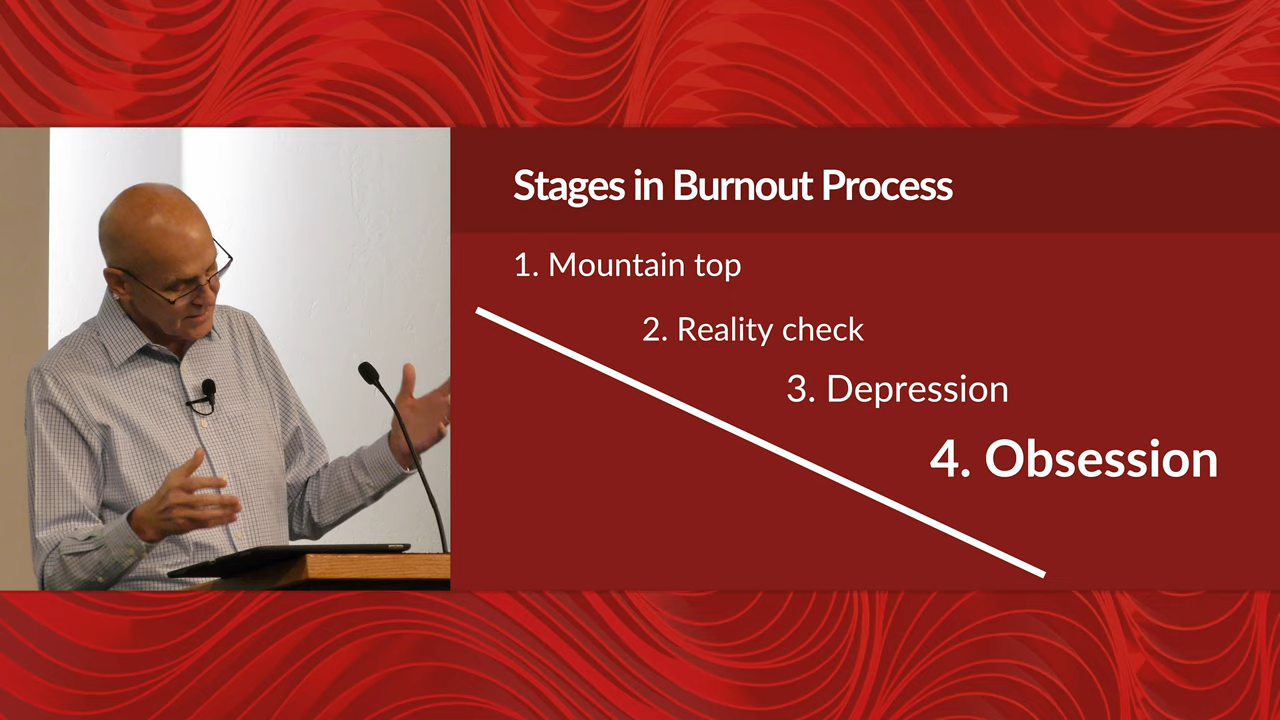 Stages in Burnout Process
1. Mountain top
2. Reality check
3. Depression
4. Obsession